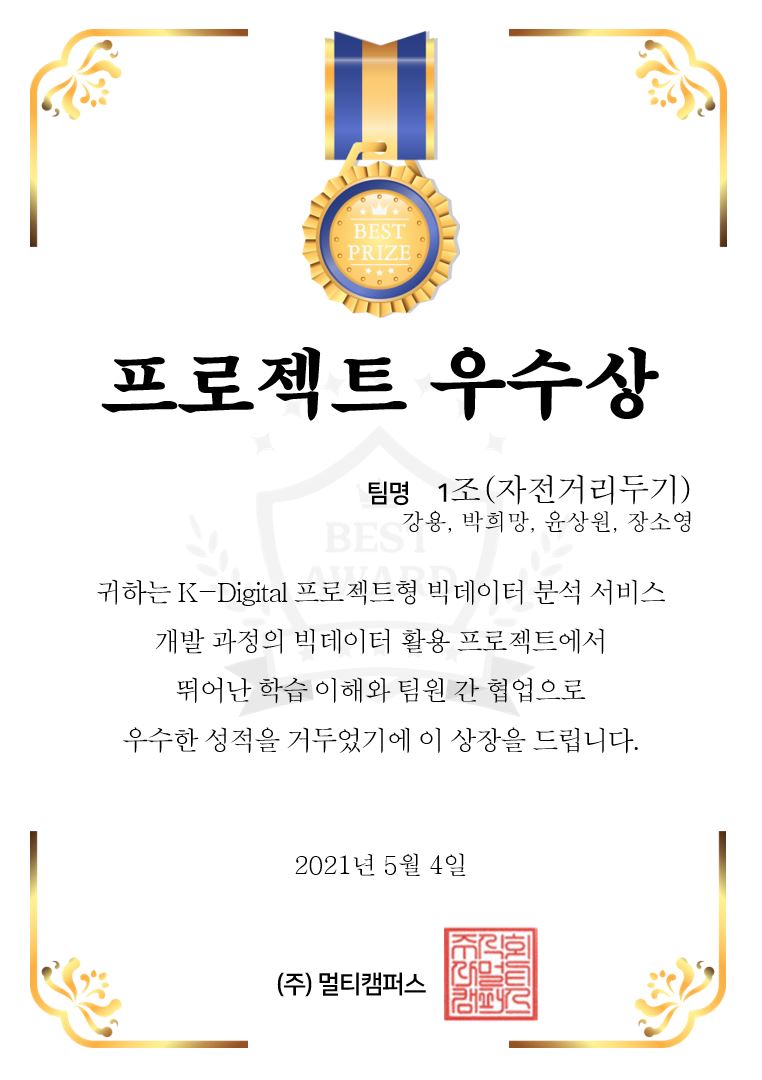 BEST
PRIZE
프로젝트 우수상
팀명 1조(자전거리두기)
강용, 박희망, 윤상원, 장소영
BEST
AWARD
귀하는 K-Digital 프로젝트형 빅데이터 분석 서비스
개발 과정의 빅데이터 활용 프로젝트에서
뛰어난 학습 이해와 팀원 간 협업으로
우수한 성적을 거두었기에 이 상장을 드립니다.
2021년 5월 4일
(주) 멀티캠퍼스